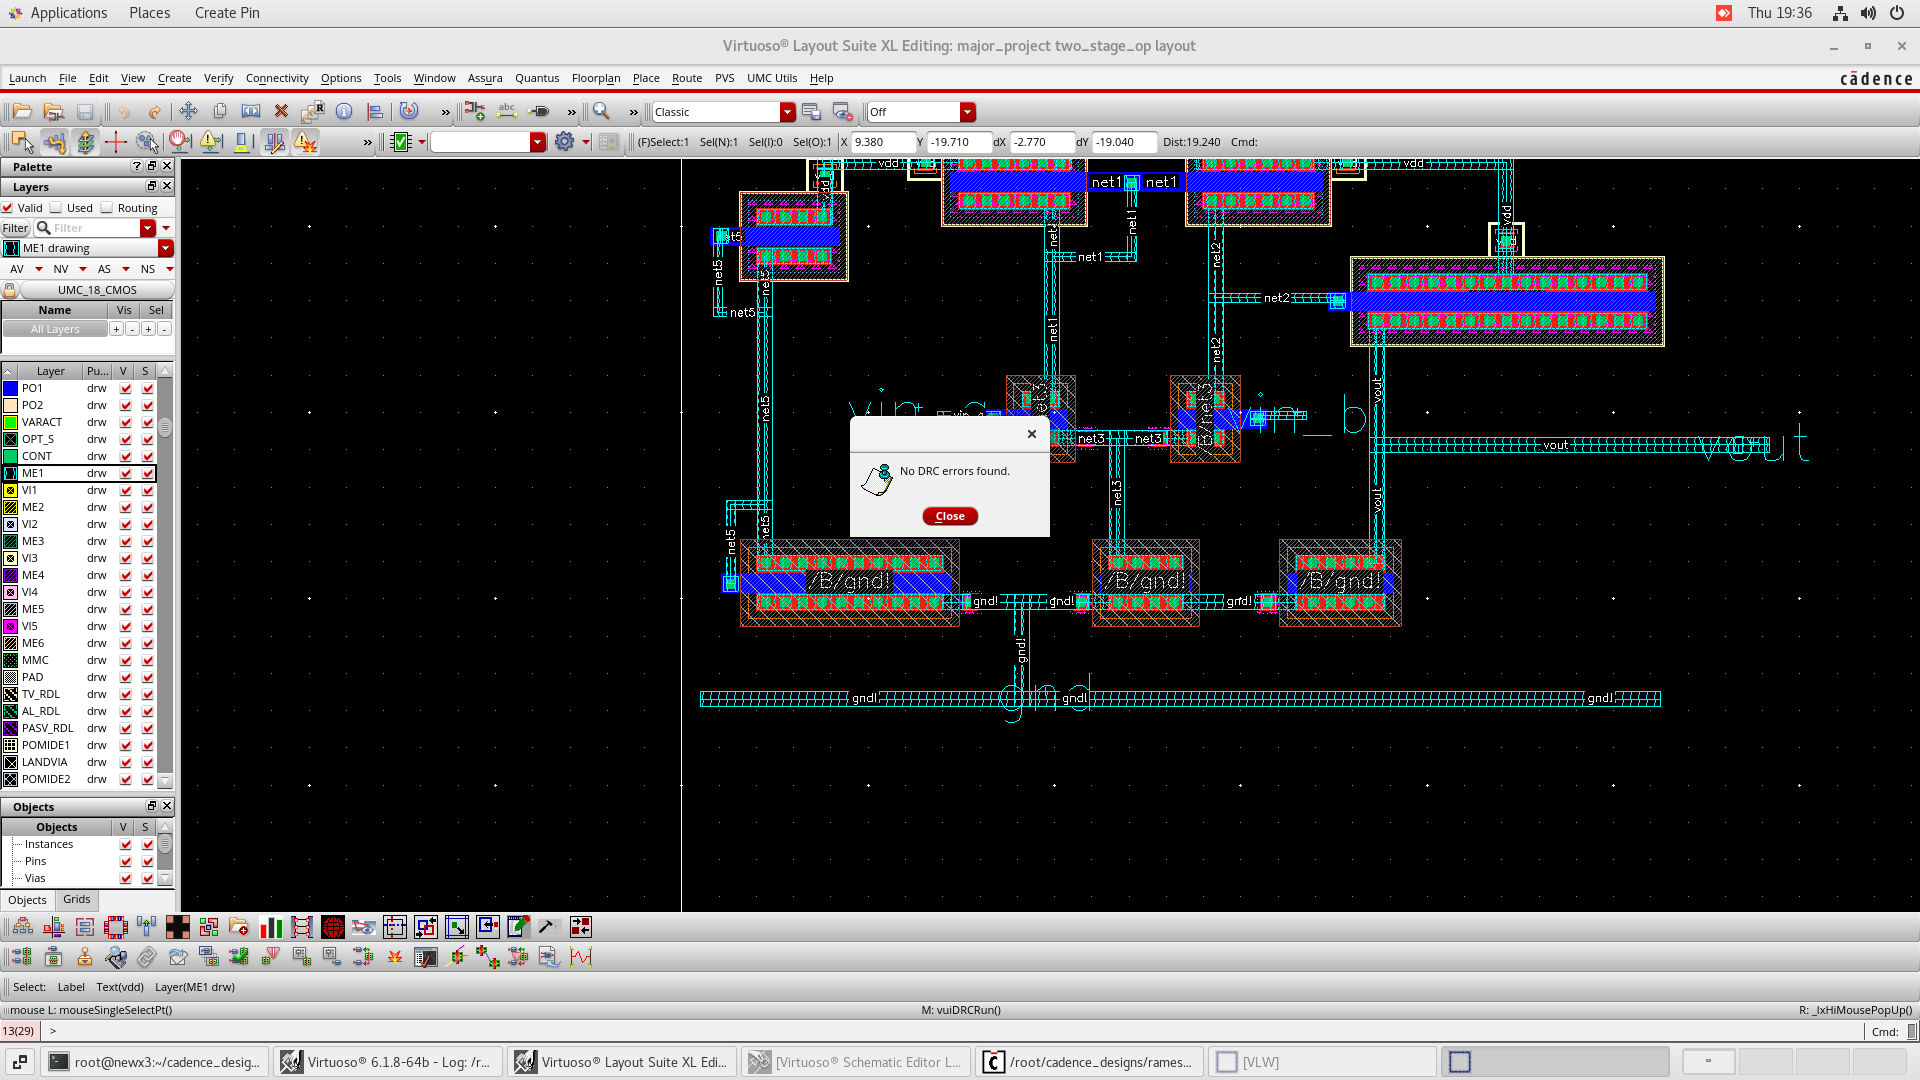 Applications Places Create Pin Thu 19:36
Virtuoso® Layout Suite XL Editing: major_project two_stage_op layout
Launch File Edit View Create Verify Connectivity Options Tools Window Assura Quantus Floorplan Place Route PVS UMC Utils Help cādence
» » » Classic Off
» (F)Select:1 Sel(N):1 Sel(I):0 Sel(O):1 X 9.380 Y -19.710 dX -2.770 dY -19.040 Dist:19.240 Cmd:
Palette
Layers
Valid Used Routing
Filter Filter
ME1 drawing
AV NV AS NS
UMC_18_CMOS
Name Vis Sel
All Layers + - + -
Layer Pu... V S
PO1 drw
PO2 drw
VARACT drw
OPT_S drw
CONT drw
ME1 drw
VI1 drw
ME2 drw
VI2 drw
ME3 drw
VI3 drw
ME4 drw
VI4 drw
ME5 drw
VI5 drw
ME6 drw
MMC drw
PAD drw
TV_RDL drw
AL_RDL drw
PASV_RDL drw
POMIDE1 drw
LANDVIA drw
POMIDE2 drw
Objects
Objects V S
Instances
Pins
Vias
Objects Grids
vdd vdd
vdd net1 net1
net1 vdd
net5 net1 net2
net5 net5 net1 net2
net5
net1 net2
net5 net3 /B/net3 vout
net3 net3 vout vout
No DRC errors found.
Close
net5 net5 net3 vout
/B/gnd! /B/gnd! /B/gnd!
gnd! gnd! gnd!
gnd!
gnd! gnd gnd! gnd!
Select: Label Text(vdd) Layer(ME1 drw)
mouse L: mouseSingleSelectPt() M: vuiDRCRun() R: _lxHiMousePopUp()
13(29) > Cmd:
root@newx3:~/cadence_desig... Virtuoso® 6.1.8-64b - Log: /r... Virtuoso® Layout Suite XL Edi... [Virtuoso® Schematic Editor L... /root/cadence_designs/rames... [VLW]